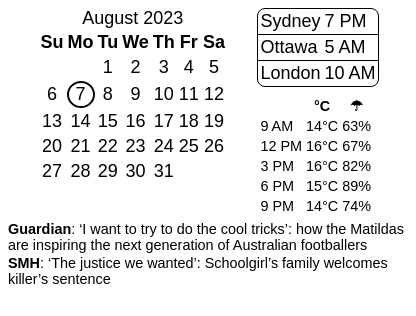 August 2023
Su Mo Tu We Th Fr Sa
1 2 3 4 5
6 7 8 9 10 11 12
13 14 15 16 17 18 19
20 21 22 23 24 25 26
27 28 29 30 31
Sydney 7 PM
Ottawa 5 AM
London 10 AM
°C ☂
9 AM 14°C 63%
12 PM 16°C 67%
3 PM 16°C 82%
6 PM 15°C 89%
9 PM 14°C 74%
Guardian: ‘I want to try to do the cool tricks’: how the Matildas
are inspiring the next generation of Australian footballers
SMH: ‘The justice we wanted’: Schoolgirl’s family welcomes
killer’s sentence